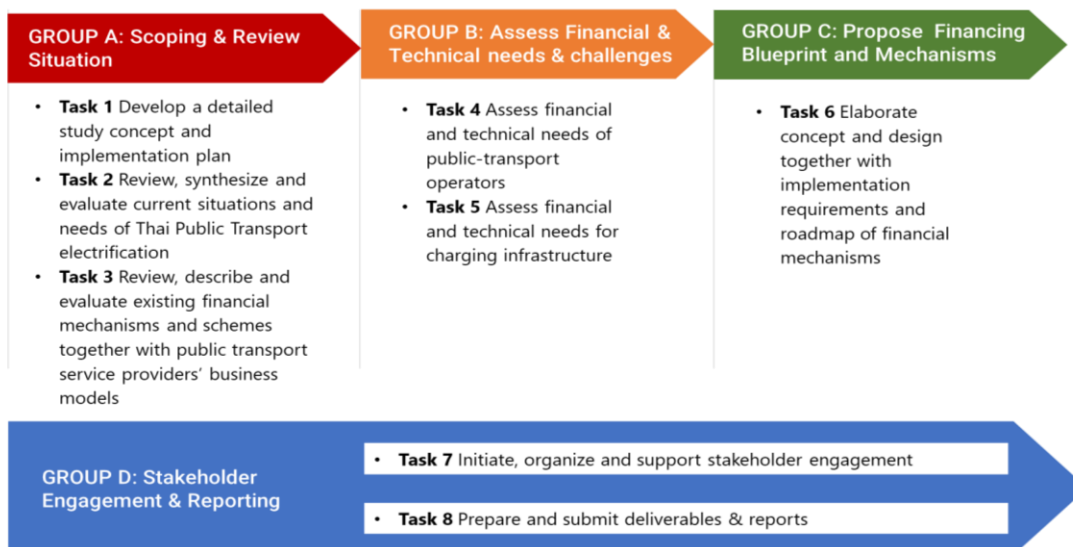 GROUP A: Scoping & Review
Situation
• Task 1 Develop a detailed
study concept and
implementation plan
• Task 2 Review, synthesize and
evaluate current situations and
needs of Thai Public Transport
electrification
• Task 3 Review, describe and
evaluate existing financial
mechanisms and schemes
together with public transport
service providers’ business
models
GROUP B: Assess Financial &
Technical needs & challenges
• Task 4 Assess financial
and technical needs of
public-transport
operators
• Task 5 Assess financial
and technical needs for
charging infrastructure
GROUP C: Propose Financing
Blueprint and Mechanisms
• Task 6 Elaborate
concept and design
together with
implementation
requirements and
roadmap of financial
mechanisms
GROUP D: Stakeholder
Engagement & Reporting
• Task 7 Initiate, organize and support stakeholder engagement
• Task 8 Prepare and submit deliverables & reports